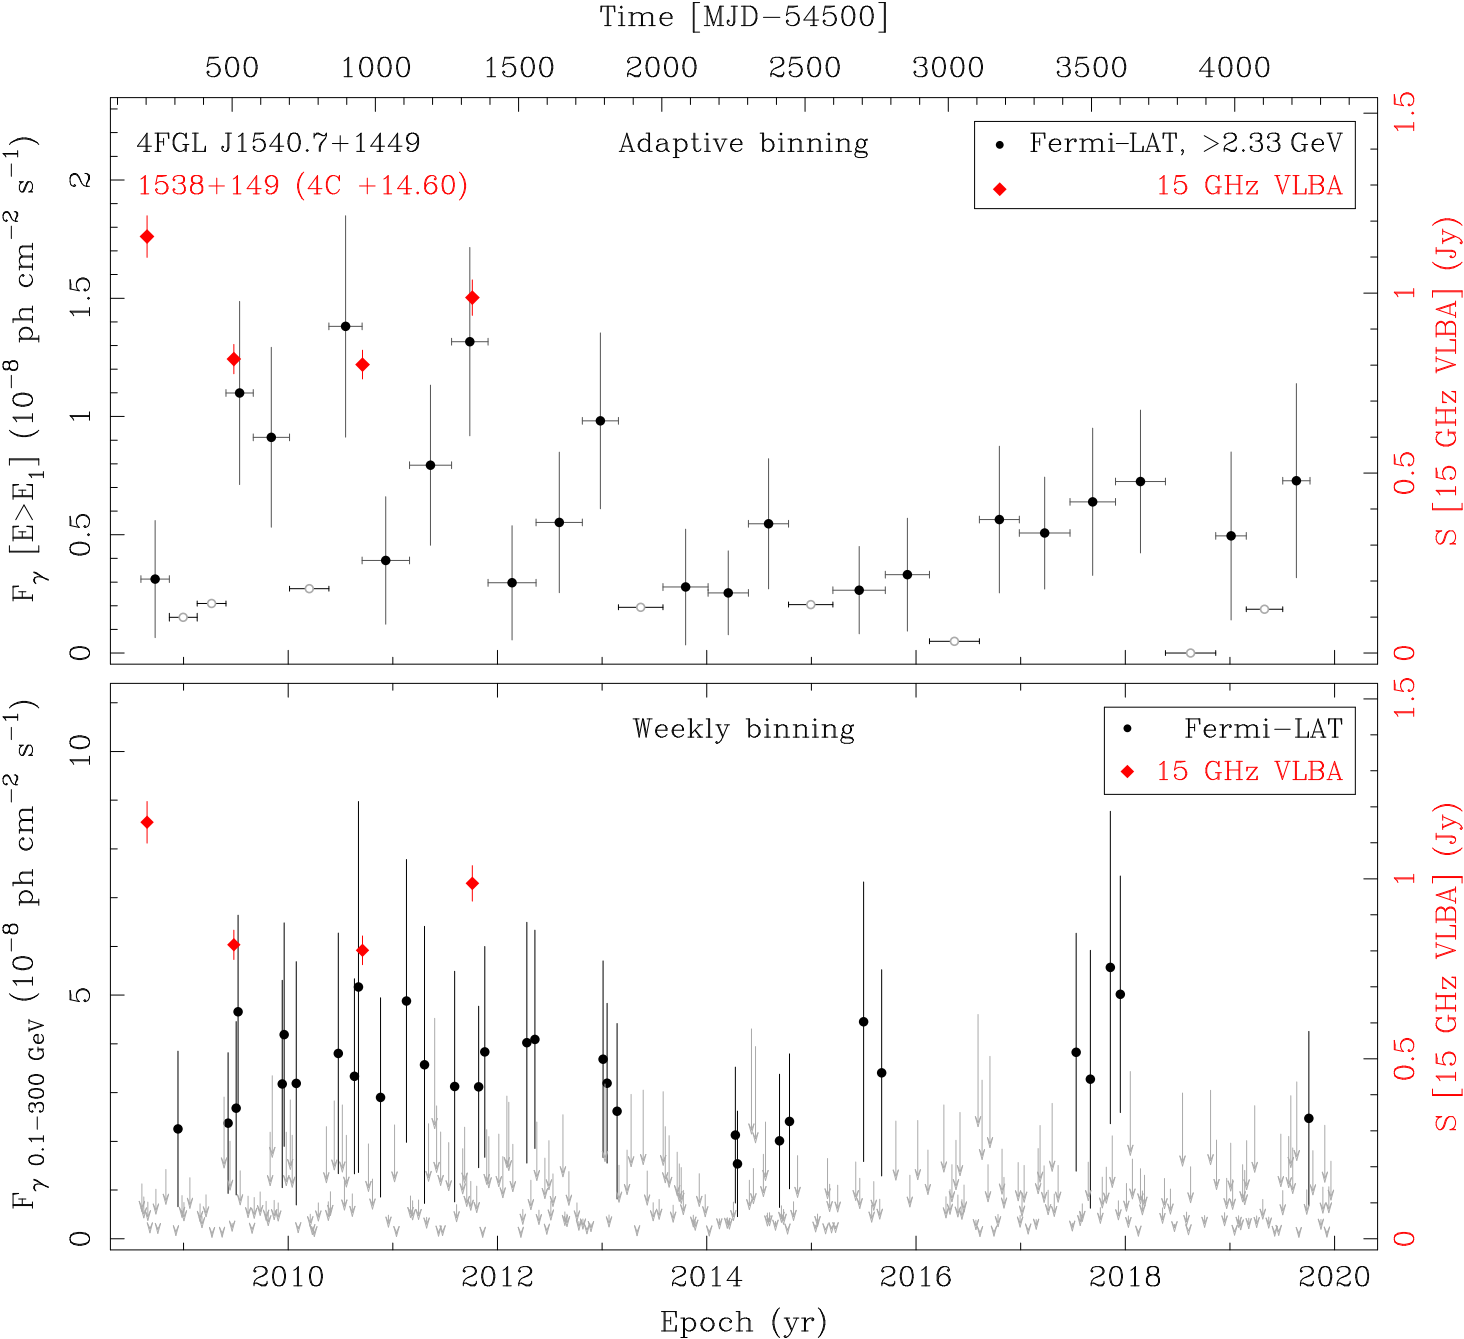 Time [MJD−54500]
500 1000 1500 2000 2500 3000 3500 4000
4FGL J1540.7+1449
1538+149 (4C +14.60)
Adaptive binning
Fermi−LAT, >2.33 GeV
15 GHz VLBA
F_γ [E>E_1] (10^−8 ph cm^−2 s^−1)
0 0.5 1 1.5 2
S [15 GHz VLBA] (Jy)
0 0.5 1 1.5
Weekly binning
Fermi−LAT
15 GHz VLBA
F_γ 0.1−300 GeV (10^−8 ph cm^−2 s^−1)
0 5 10
S [15 GHz VLBA] (Jy)
0 0.5 1 1.5
2010 2012 2014 2016 2018 2020
Epoch (yr)